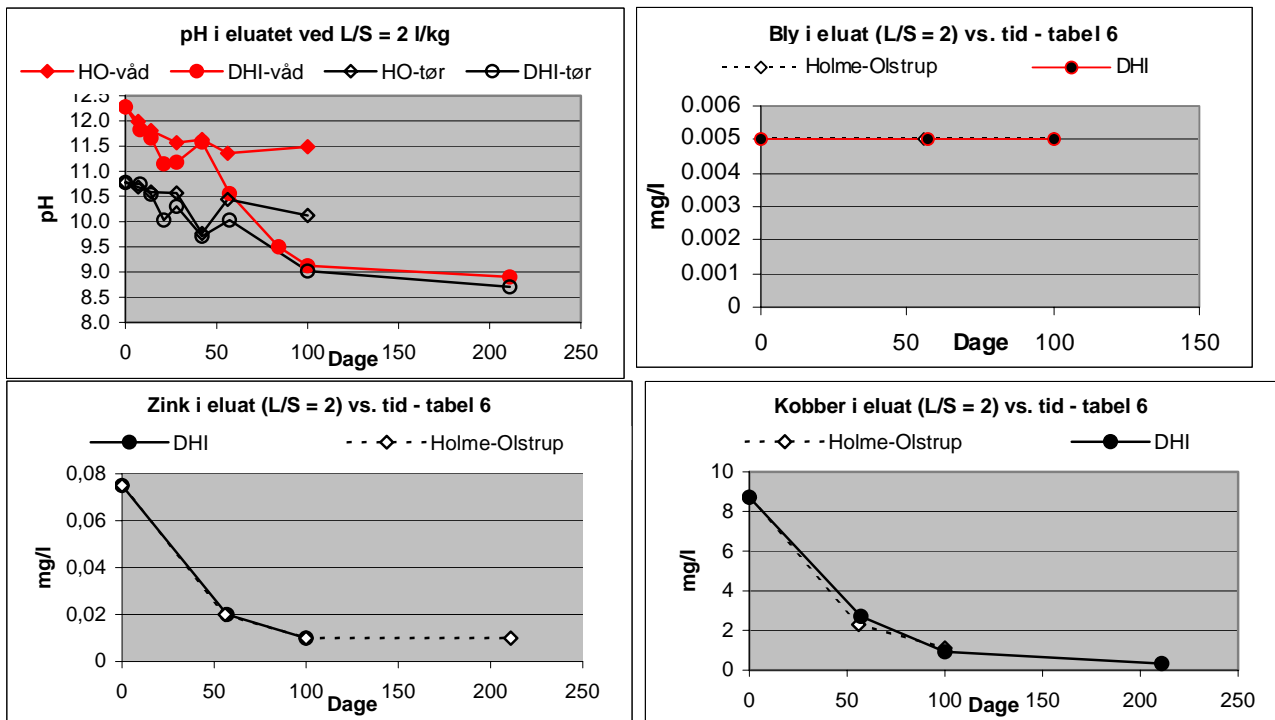 pH i eluatet ved L/S = 2 l/kg
HO-våd DHI-våd HO-tør DHI-tør
pH
12.5
12.0
11.5
11.0
10.5
10.0
9.5
9.0
8.5
8.0
0 50 100 150 200 250
Dage
Bly i eluat (L/S = 2) vs. tid - tabel 6
Holme-Olstrup DHI
mg/l
0.006
0.005
0.004
0.003
0.002
0.001
0
0 50 100 150
Dage
Zink i eluat (L/S = 2) vs. tid - tabel 6
DHI Holme-Olstrup
mg/l
0,08
0,06
0,04
0,02
0
0 50 100 150 200 250
Dage
Kobber i eluat (L/S = 2) vs. tid - tabel 6
Holme-Olstrup DHI
mg/l
10
8
6
4
2
0
0 50 100 150 200 250
Dage